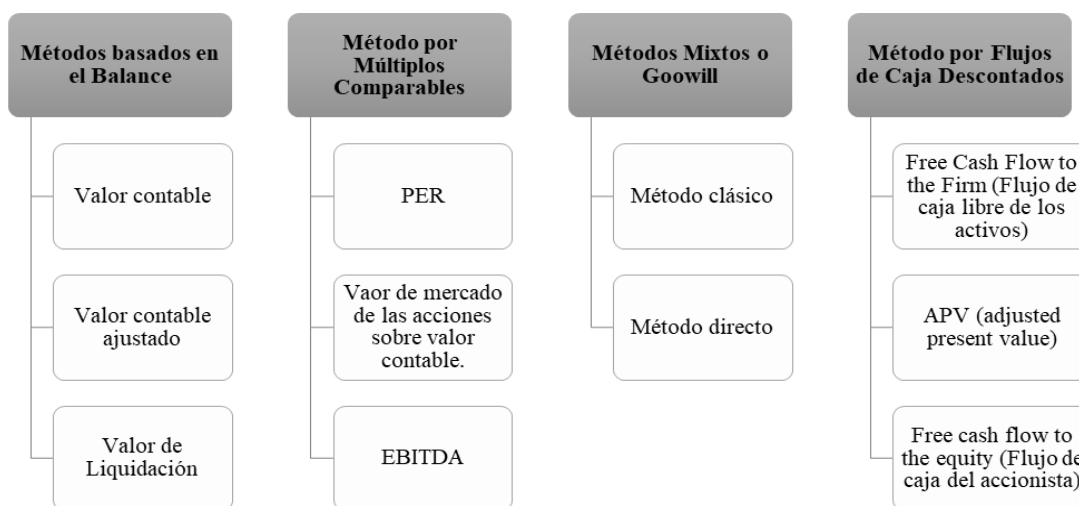 Métodos basados en
el Balance
Valor contable
Valor contable
ajustado
Valor de
Liquidación
Método por
Múltiplos
Comparables
PER
Vaor de mercado
de las acciones
sobre valor
contable.
EBITDA
Métodos Mixtos o
Goowill
Método clásico
Método directo
Método por Flujos
de Caja Descontados
Free Cash Flow to
the Firm (Flujo de
caja libre de los
activos)
APV (adjusted
present value)
Free cash flow to
the equity (Flujo de
caja del accionista)